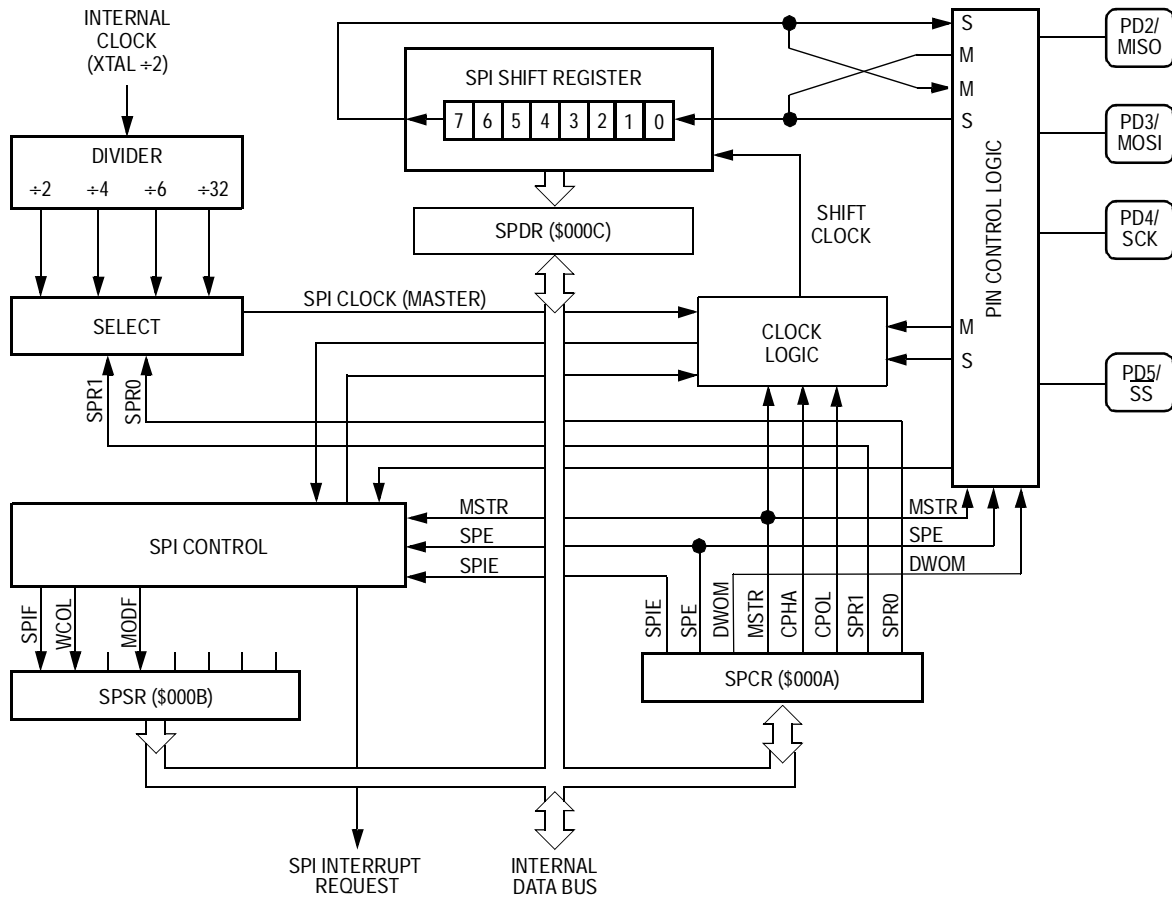 INTERNAL
CLOCK
(XTAL ÷2)
DIVIDER
÷2 ÷4 ÷6 ÷32
SELECT
SPR1
SPR0
SPI SHIFT REGISTER
7 6 5 4 3 2 1 0
SPDR ($000C)
SHIFT
CLOCK
SPI CLOCK (MASTER)
CLOCK
LOGIC
S
M
M
S
M
S
PIN CONTROL LOGIC
PD2/
MISO
PD3/
MOSI
PD4/
SCK
PD5/
SS
SPI CONTROL
MSTR
SPE
SPIE
MSTR
SPE
DWOM
SPIF
WCOL
MODF
SPIE
SPE
DWOM
MSTR
CPHA
CPOL
SPR1
SPR0
SPSR ($000B)
SPCR ($000A)
SPI INTERRUPT
REQUEST
INTERNAL
DATA BUS